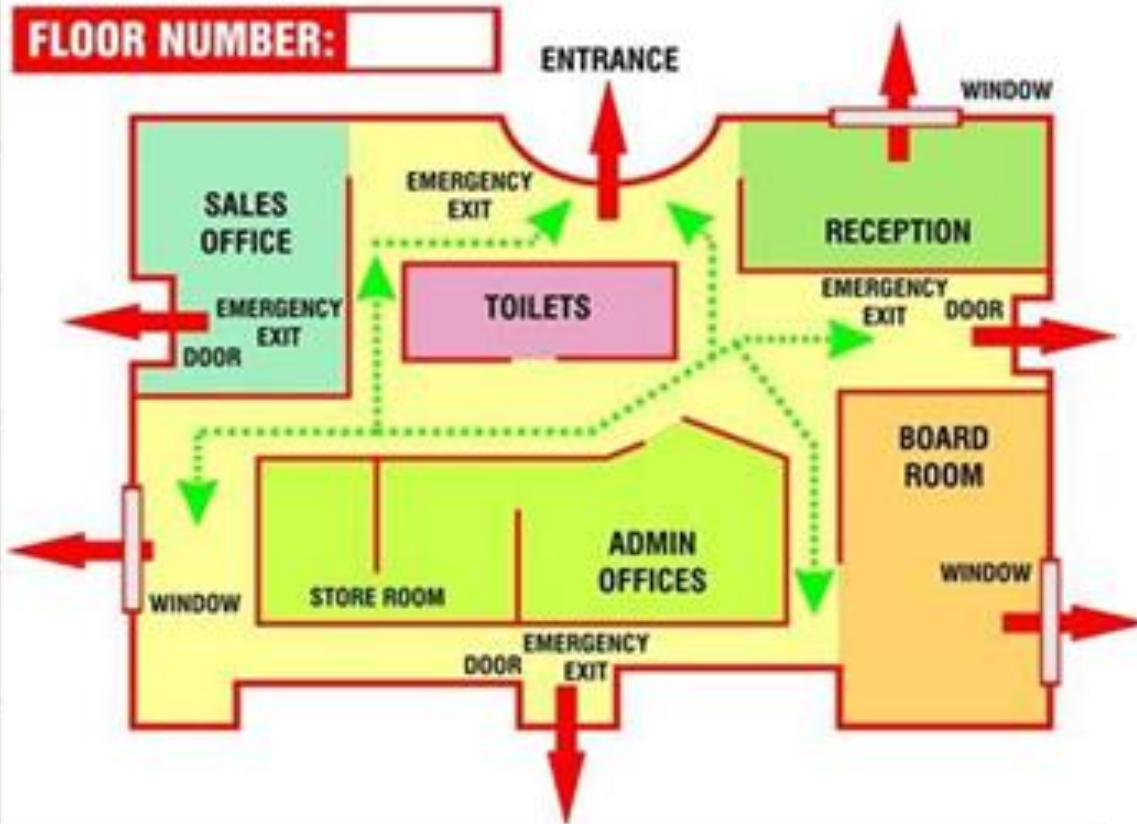 FLOOR NUMBER:
ENTRANCE
WINDOW
EMERGENCY
EXIT
SALES
OFFICE
RECEPTION
TOILETS
EMERGENCY
EXIT
DOOR
EMERGENCY
EXIT
DOOR
BOARD
ROOM
ADMIN
OFFICES
STORE ROOM
WINDOW
WINDOW
EMERGENCY
EXIT
DOOR